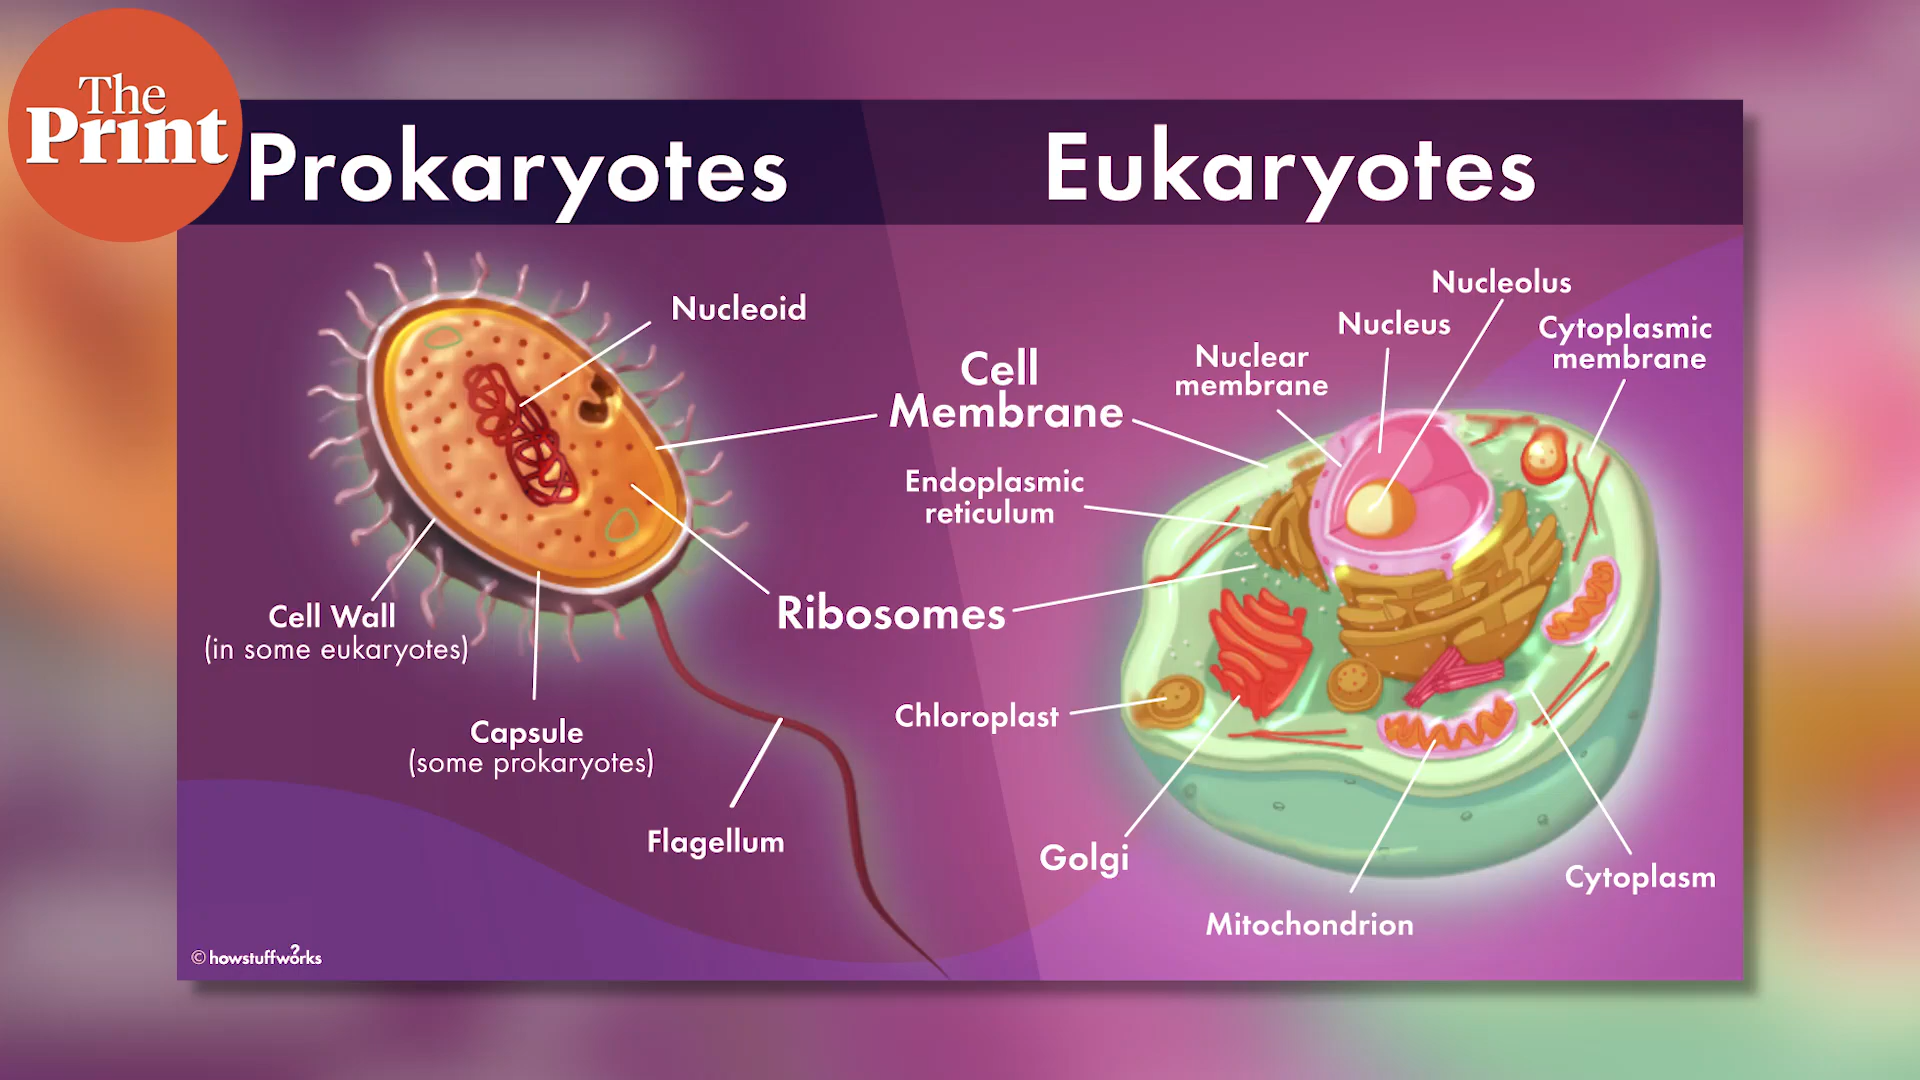 The
Print
Prokaryotes
Eukaryotes
Nucleoid
Cell
Membrane
Nucleolus
Nucleus
Nuclear
membrane
Cytoplasmic
membrane
Endoplasmic
reticulum
Ribosomes
Cell Wall
(in some eukaryotes)
Capsule
(some prokaryotes)
Flagellum
Chloroplast
Golgi
Mitochondrion
Cytoplasm
© howstuffworks